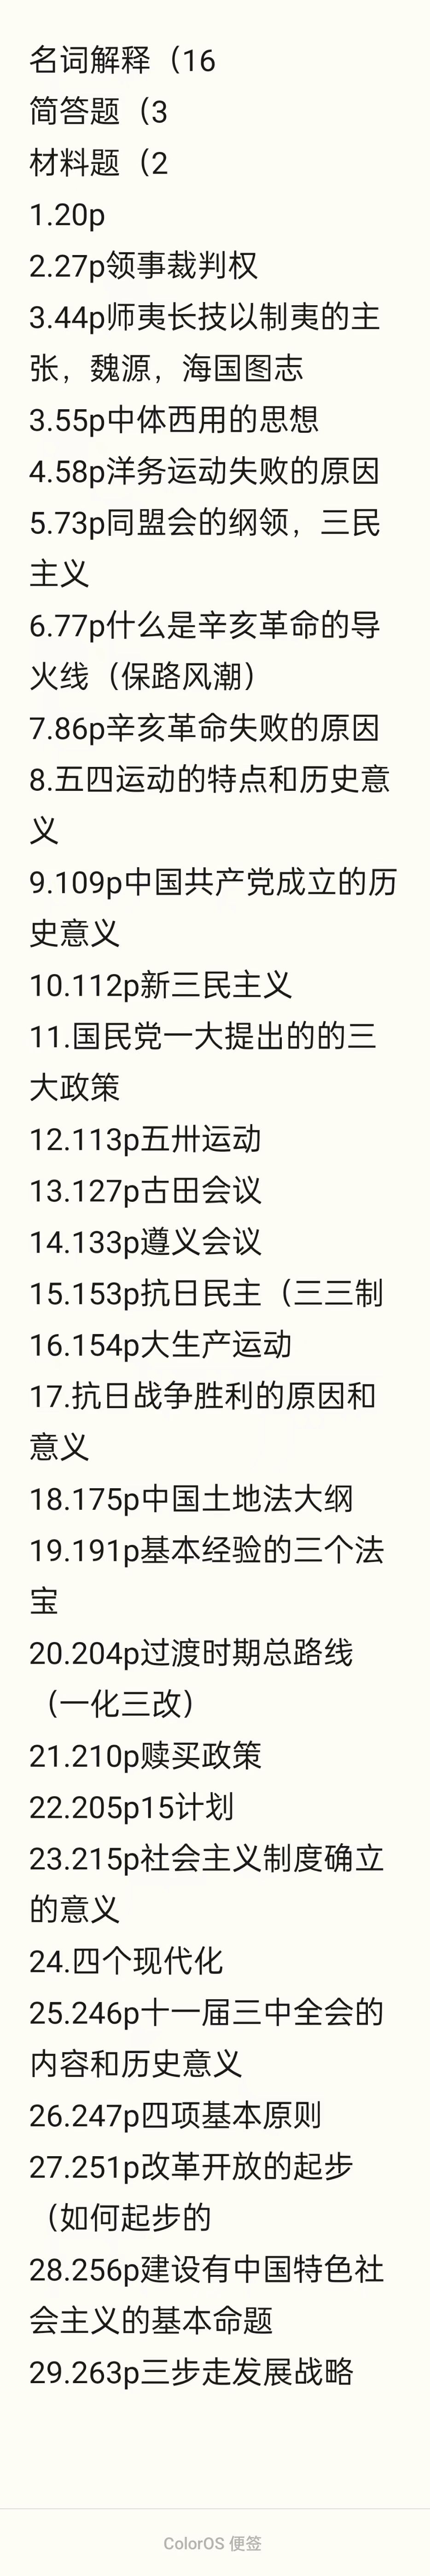 名词解释（16
简答题（3
材料题（2
1.20p
2.27p领事裁判权
3.44p师夷长技以制夷的主
张，魏源，海国图志
3.55p中体西用的思想
4.58p洋务运动失败的原因
5.73p同盟会的纲领，三民
主义
6.77p什么是辛亥革命的导
火线（保路风潮）
7.86p辛亥革命失败的原因
8.五四运动的特点和历史意
义
9.109p中国共产党成立的历
史意义
10.112p新三民主义
11.国民党一大提出的的三
大政策
12.113p五卅运动
13.127p古田会议
14.133p遵义会议
15.153p抗日民主（三三制
16.154p大生产运动
17.抗日战争胜利的原因和
意义
18.175p中国土地法大纲
19.191p基本经验的三个法
宝
20.204p过渡时期总路线
（一化三改）
21.210p赎买政策
22.205p15计划
23.215p社会主义制度确立
的意义
24.四个现代化
25.246p十一届三中全会的
内容和历史意义
26.247p四项基本原则
27.251p改革开放的起步
（如何起步的
28.256p建设有中国特色社
会主义的基本命题
29.263p三步走发展战略
ColorOS 便签